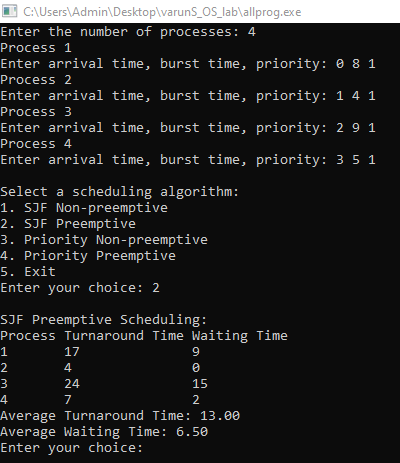 C:\Users\Admin\Desktop\varunS_OS_lab\allprog.exe
Enter the number of processes: 4
Process 1
Enter arrival time, burst time, priority: 0 8 1
Process 2
Enter arrival time, burst time, priority: 1 4 1
Process 3
Enter arrival time, burst time, priority: 2 9 1
Process 4
Enter arrival time, burst time, priority: 3 5 1
Select a scheduling algorithm:
1. SJF Non-preemptive
2. SJF Preemptive
3. Priority Non-preemptive
4. Priority Preemptive
5. Exit
Enter your choice: 2
SJF Preemptive Scheduling:
Process Turnaround Time Waiting Time
1 17 9
2 4 0
3 24 15
4 7 2
Average Turnaround Time: 13.00
Average Waiting Time: 6.50
Enter your choice: